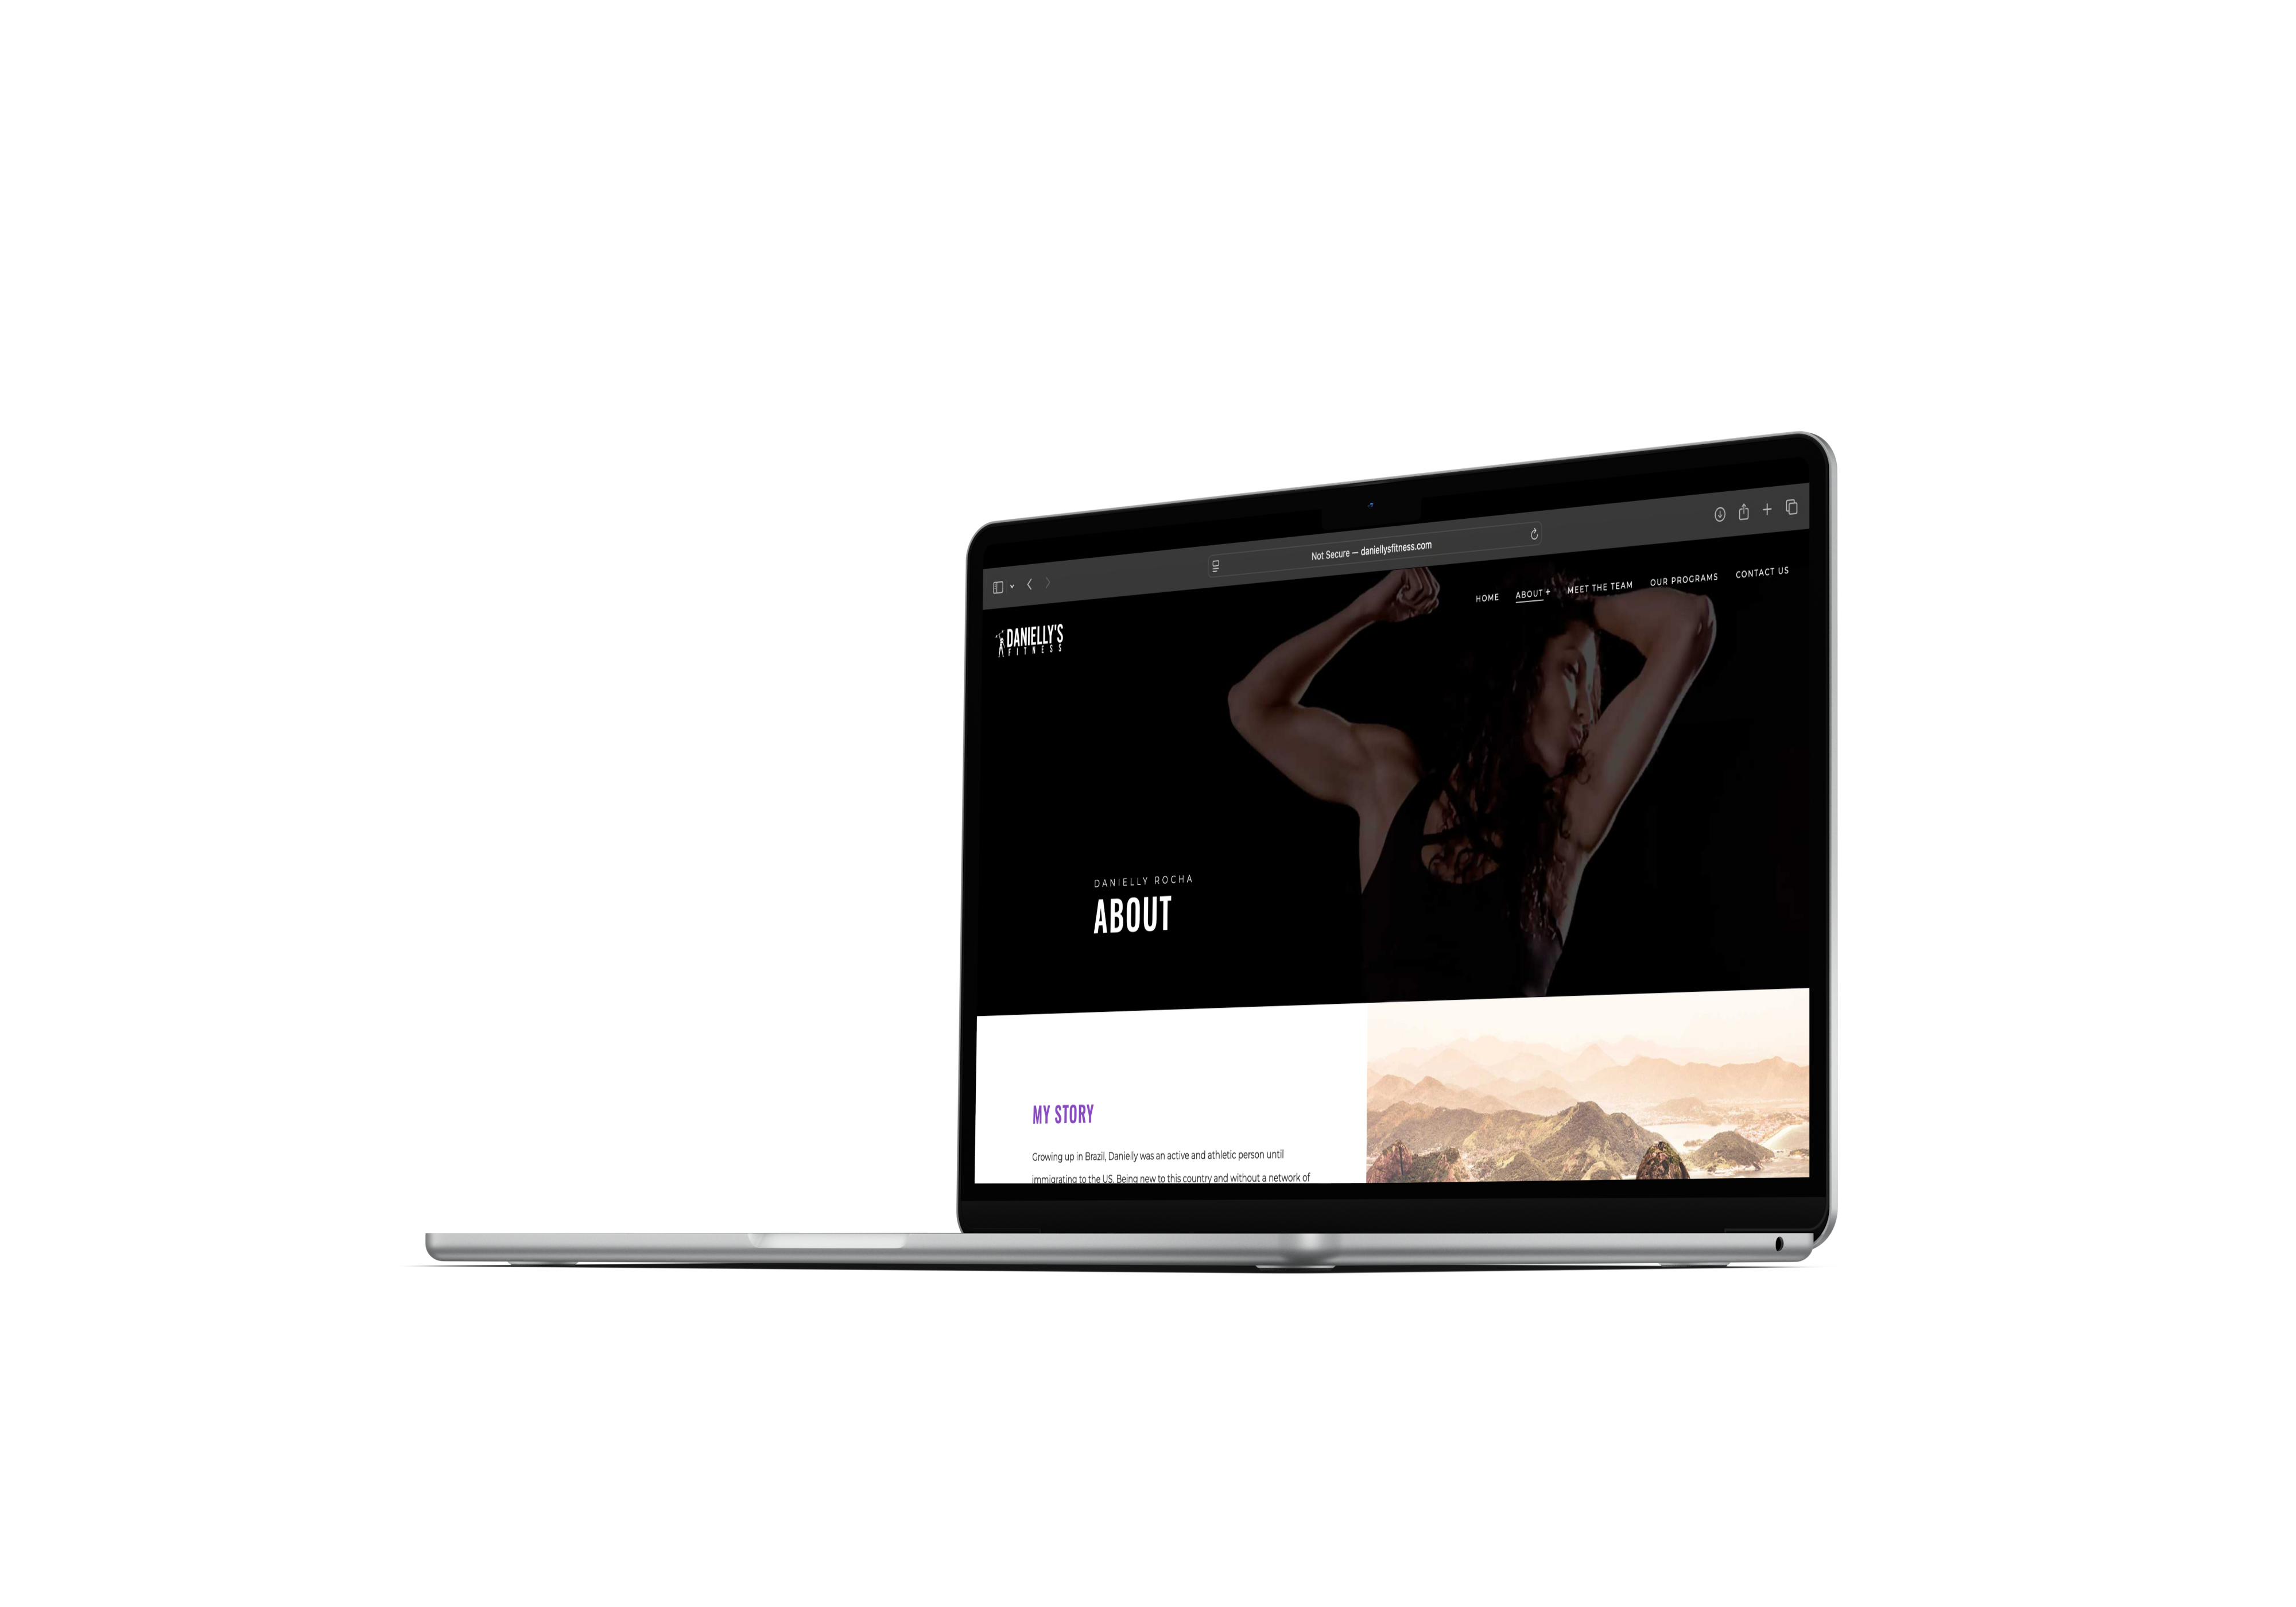 Not Secure — daniellysfitness.com
HOME ABOUT + MEET THE TEAM OUR PROGRAMS CONTACT US
DANIELLY'S
FITNESS
DANIELLY ROCHA
ABOUT
MY STORY
Growing up in Brazil, Danielly was an active and athletic person until
immigrating to the US. Being new to this country and without a network of